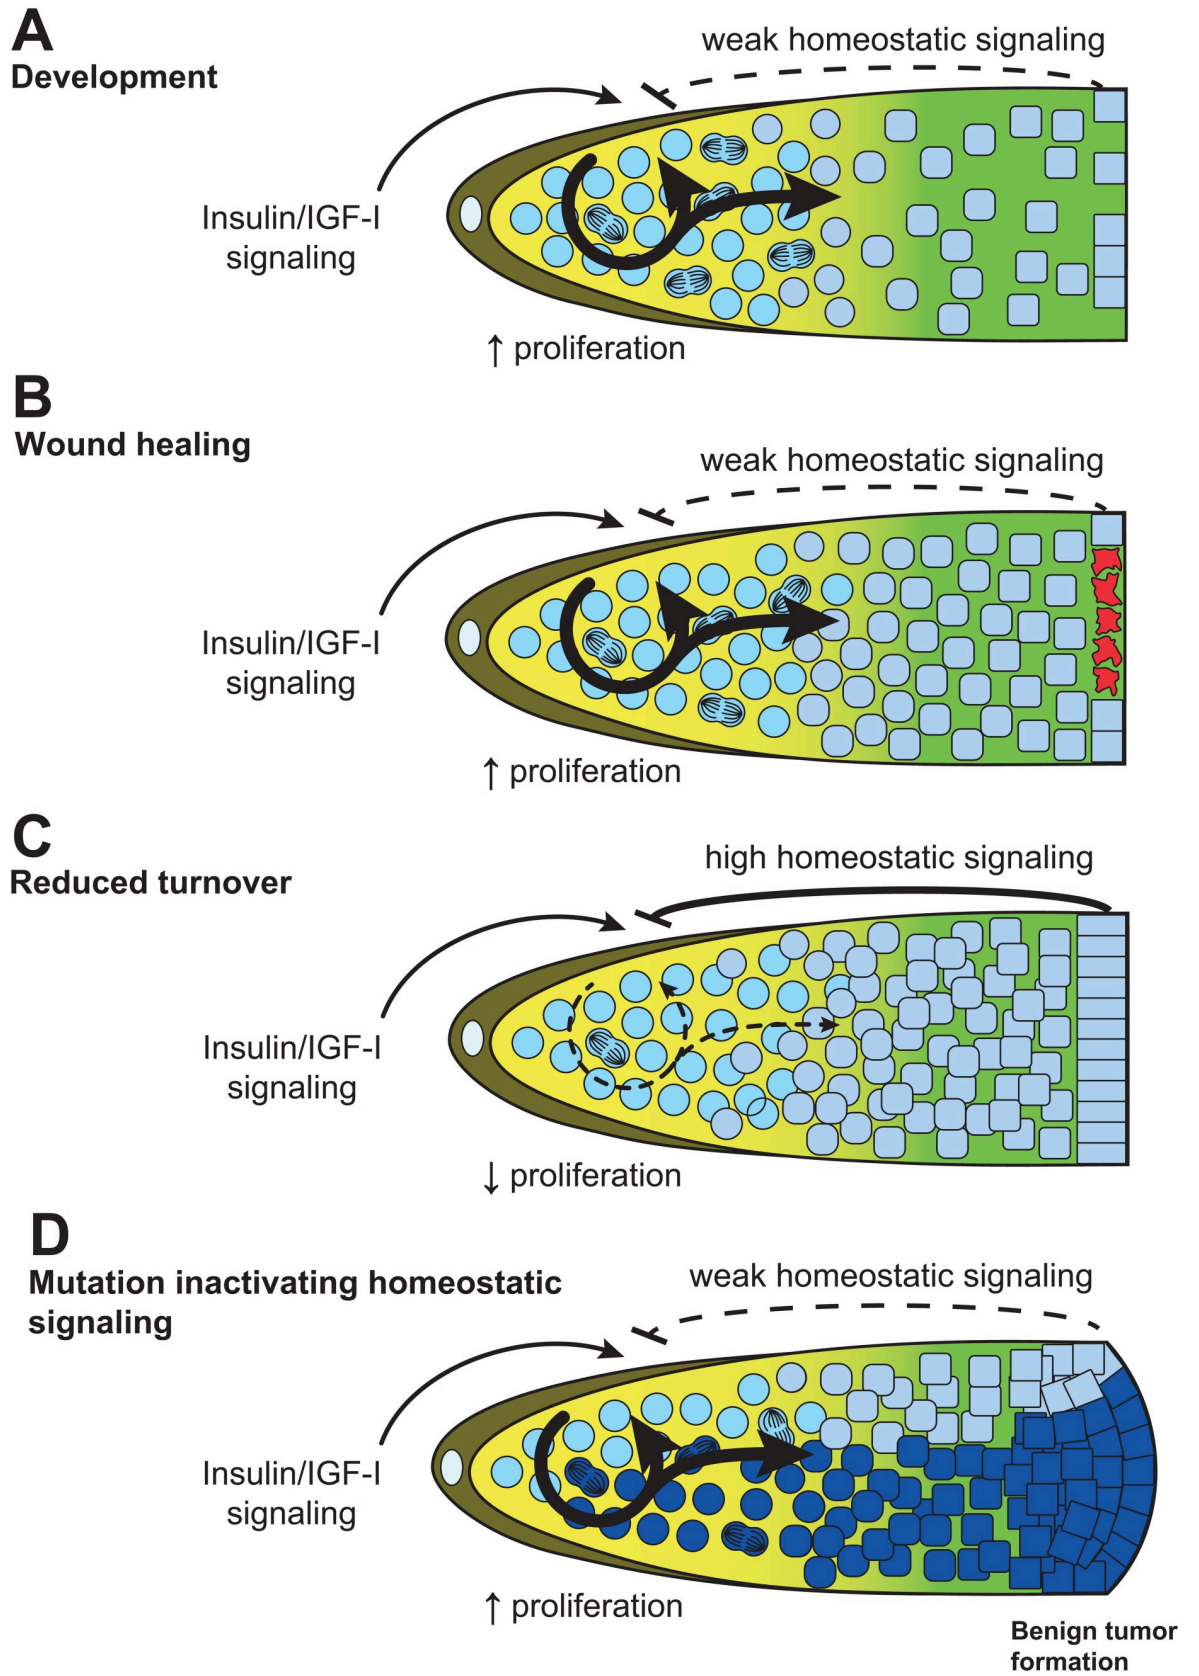 A
Development
weak homeostatic signaling
Insulin/IGF-I
signaling
↑ proliferation
B
Wound healing
weak homeostatic signaling
Insulin/IGF-I
signaling
↑ proliferation
C
Reduced turnover
high homeostatic signaling
Insulin/IGF-I
signaling
↓ proliferation
D
Mutation inactivating homeostatic
signaling
weak homeostatic signaling
Insulin/IGF-I
signaling
↑ proliferation
Benign tumor
formation